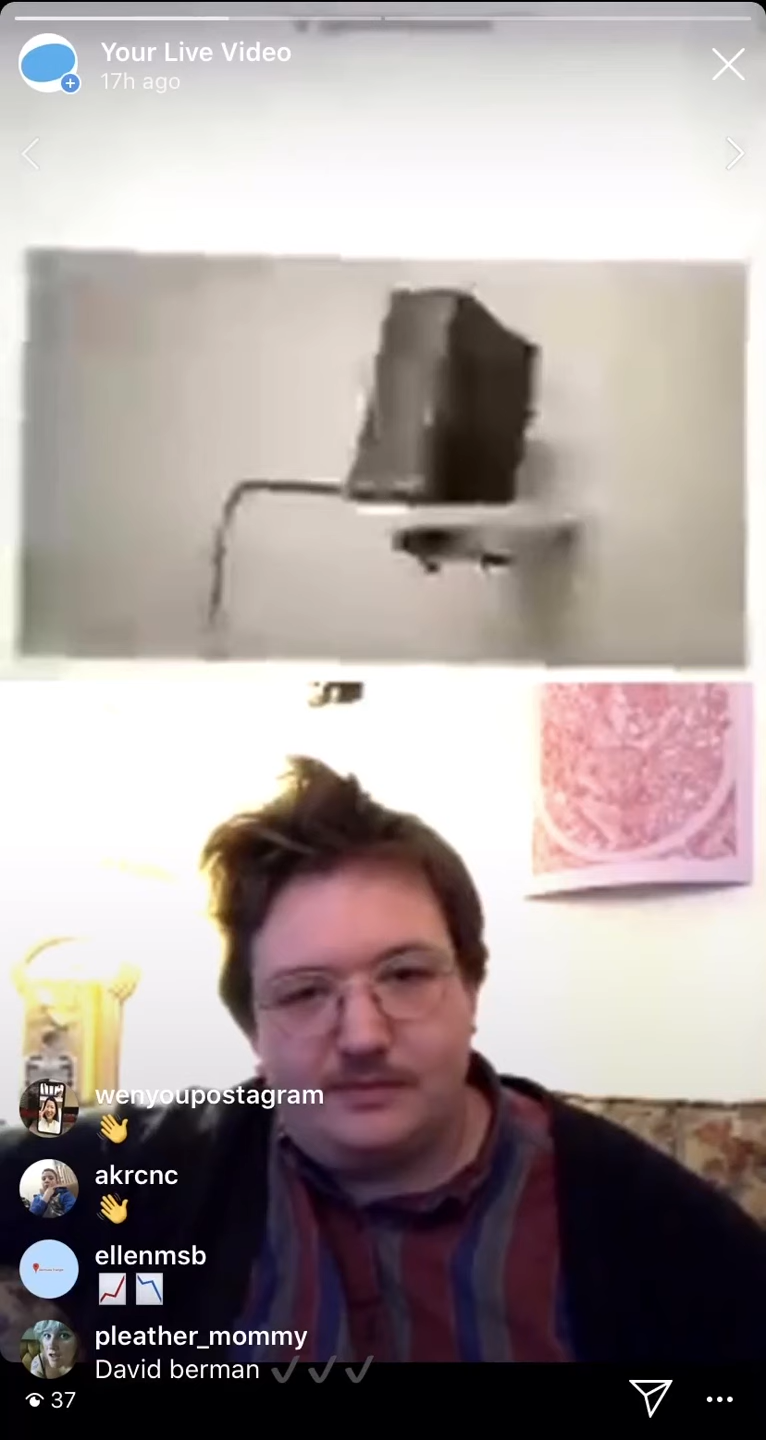 Your Live Video
17h ago
wenyoupostagram
👋
akrcnc
👋
ellenmsb
📈 📉
pleather_mommy
David berman ✓✓✓
37